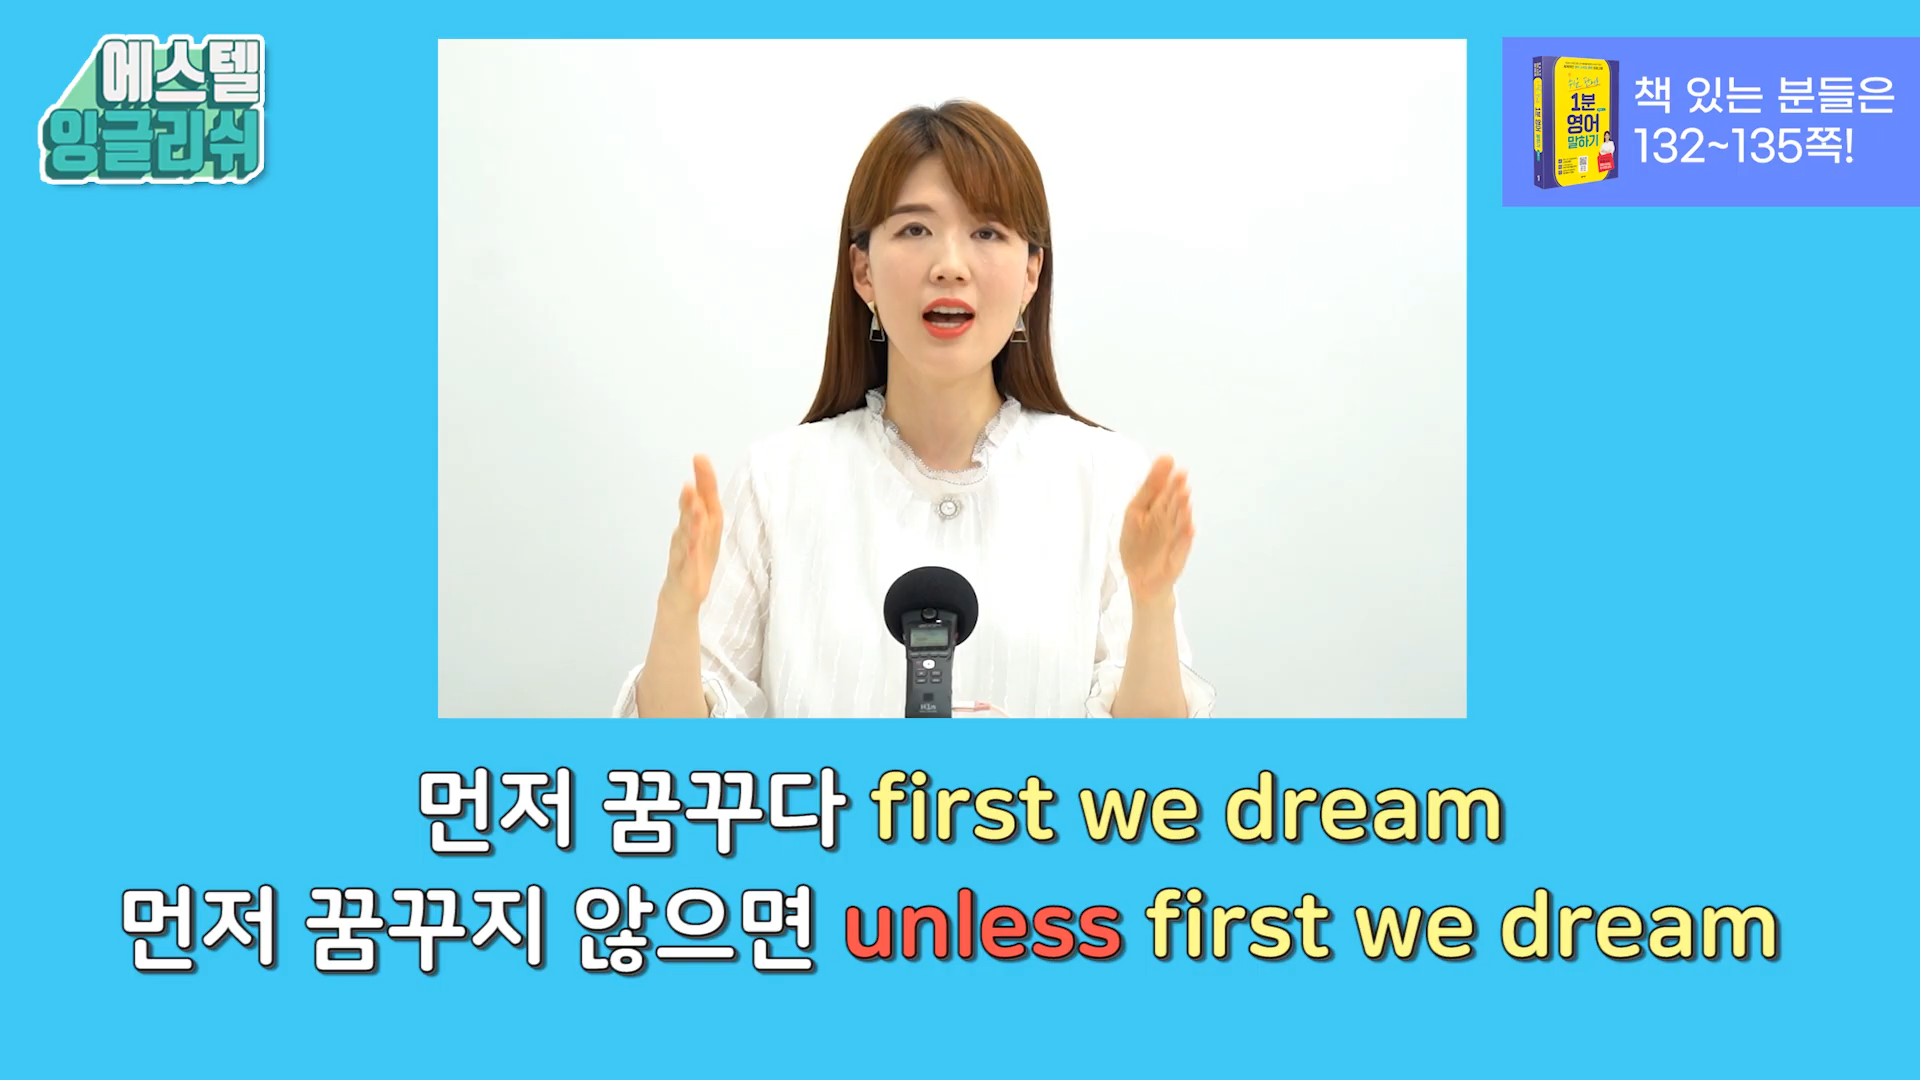 에스텔
잉글리쉬
책 있는 분들은
132~135쪽!
1분
영어
말하기
먼저 꿈꾸다 first we dream
먼저 꿈꾸지 않으면 unless first we dream